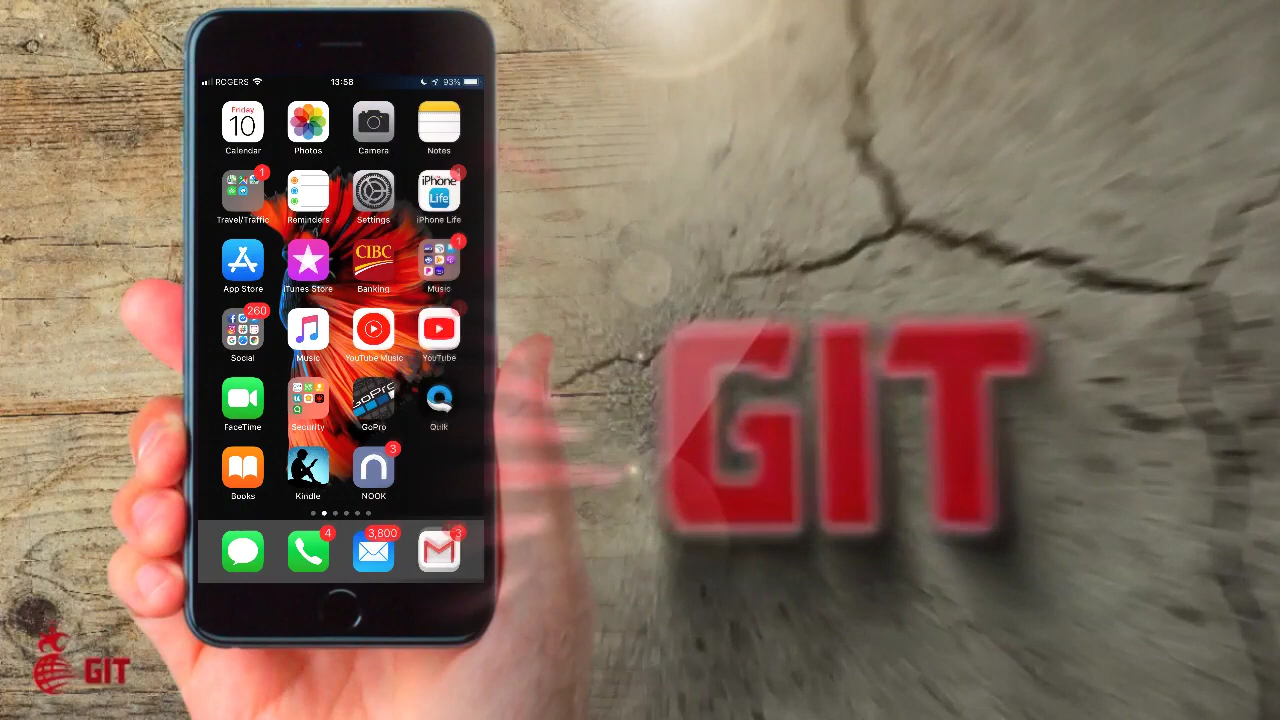 ROGERS 13:58 93%
Friday
10
Calendar Photos Camera Notes
1 iPhone Life 1
Travel/Traffic Reminders Settings iPhone Life
CIBC 1
App Store iTunes Store Banking Music
260
Social Music YouTube Music YouTube
GoPro
FaceTime Security GoPro Quik
3
Books Kindle NOOK
4 3,800 3
GIT
GIT